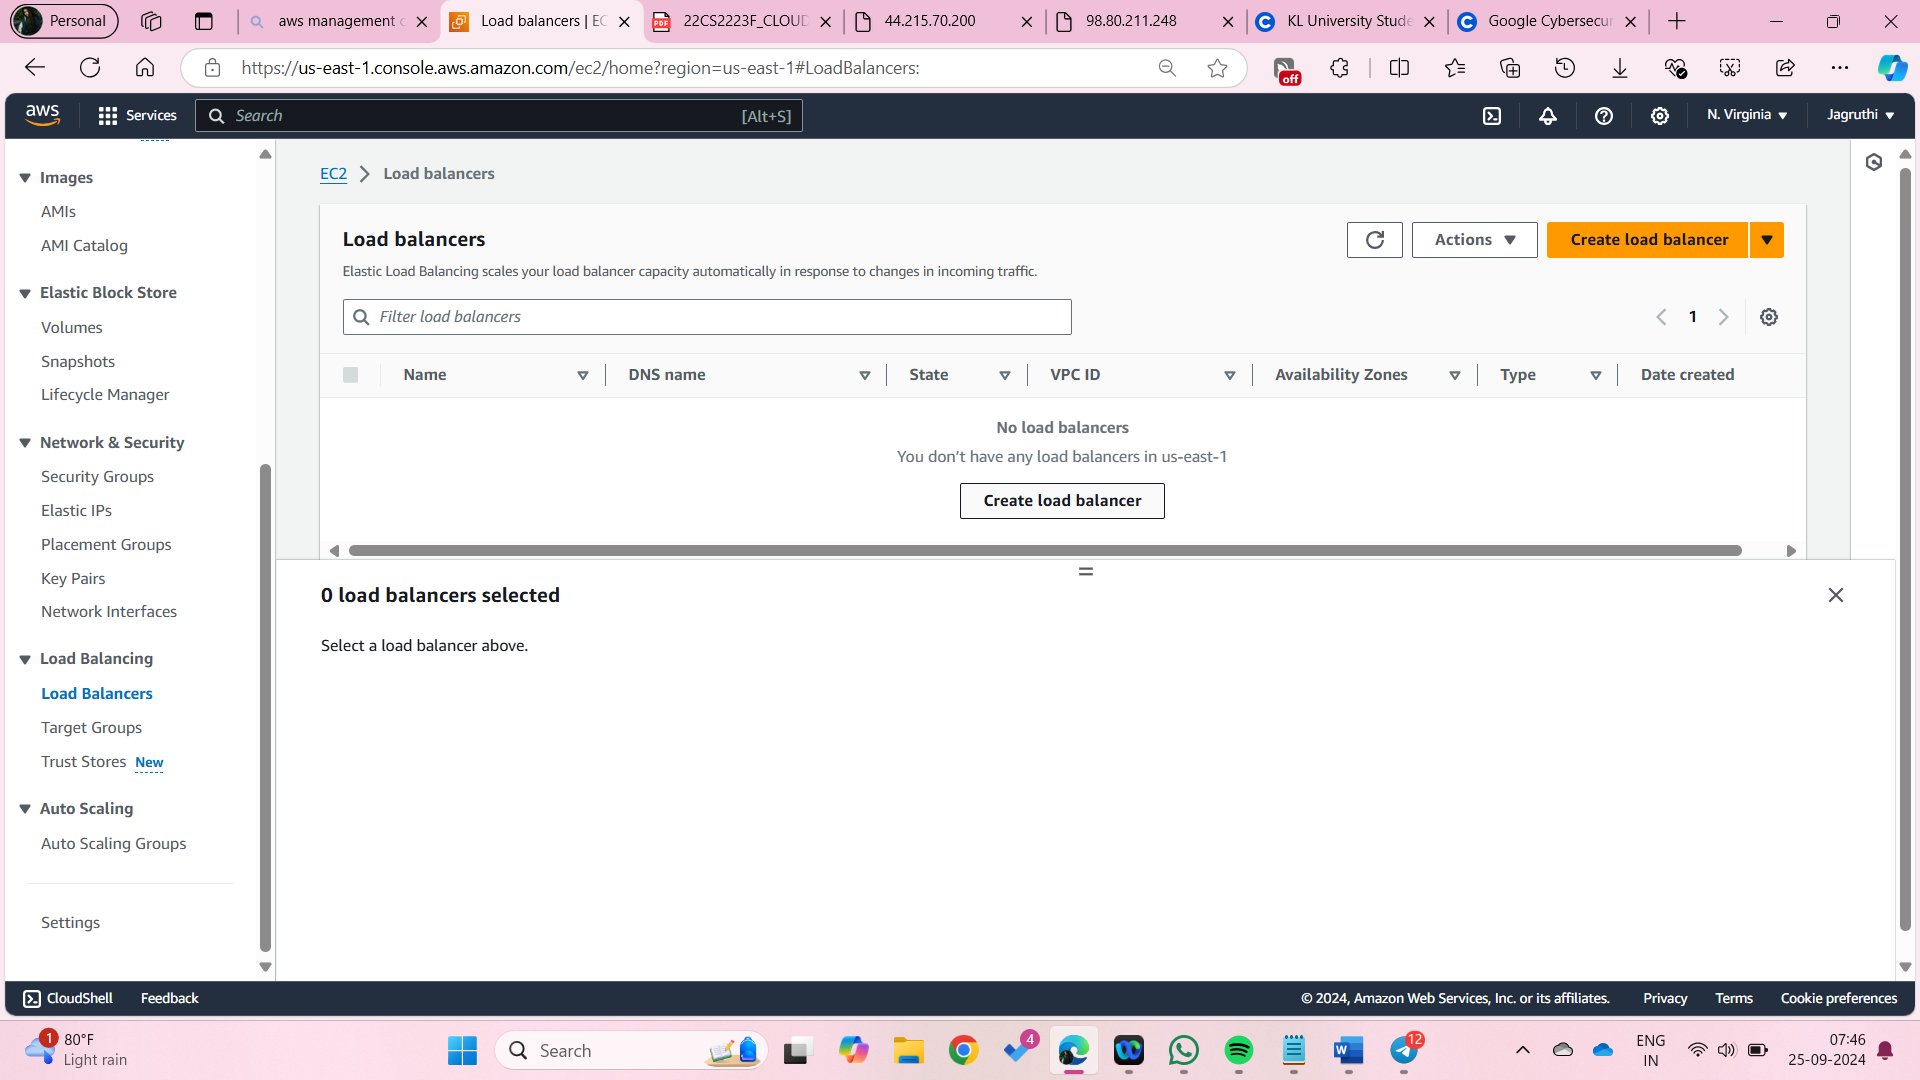 Personal
aws management c
Load balancers | EC
22CS2223F_CLOUD
44.215.70.200
98.80.211.248
KL University Stude
Google Cybersecur
https://us-east-1.console.aws.amazon.com/ec2/home?region=us-east-1#LoadBalancers:
off
aws
Services
Search
[Alt+S]
N. Virginia
Jagruthi
Images
AMIs
AMI Catalog
Elastic Block Store
Volumes
Snapshots
Lifecycle Manager
Network & Security
Security Groups
Elastic IPs
Placement Groups
Key Pairs
Network Interfaces
Load Balancing
Load Balancers
Target Groups
Trust Stores New
Auto Scaling
Auto Scaling Groups
Settings
EC2 > Load balancers
Load balancers
Actions
Create load balancer
Elastic Load Balancing scales your load balancer capacity automatically in response to changes in incoming traffic.
Filter load balancers
1
Name
DNS name
State
VPC ID
Availability Zones
Type
Date created
No load balancers
You don't have any load balancers in us-east-1
Create load balancer
0 load balancers selected
Select a load balancer above.
CloudShell
Feedback
© 2024, Amazon Web Services, Inc. or its affiliates.
Privacy
Terms
Cookie preferences
1
80°F
Light rain
Search
4
12
ENG
IN
07:46
25-09-2024